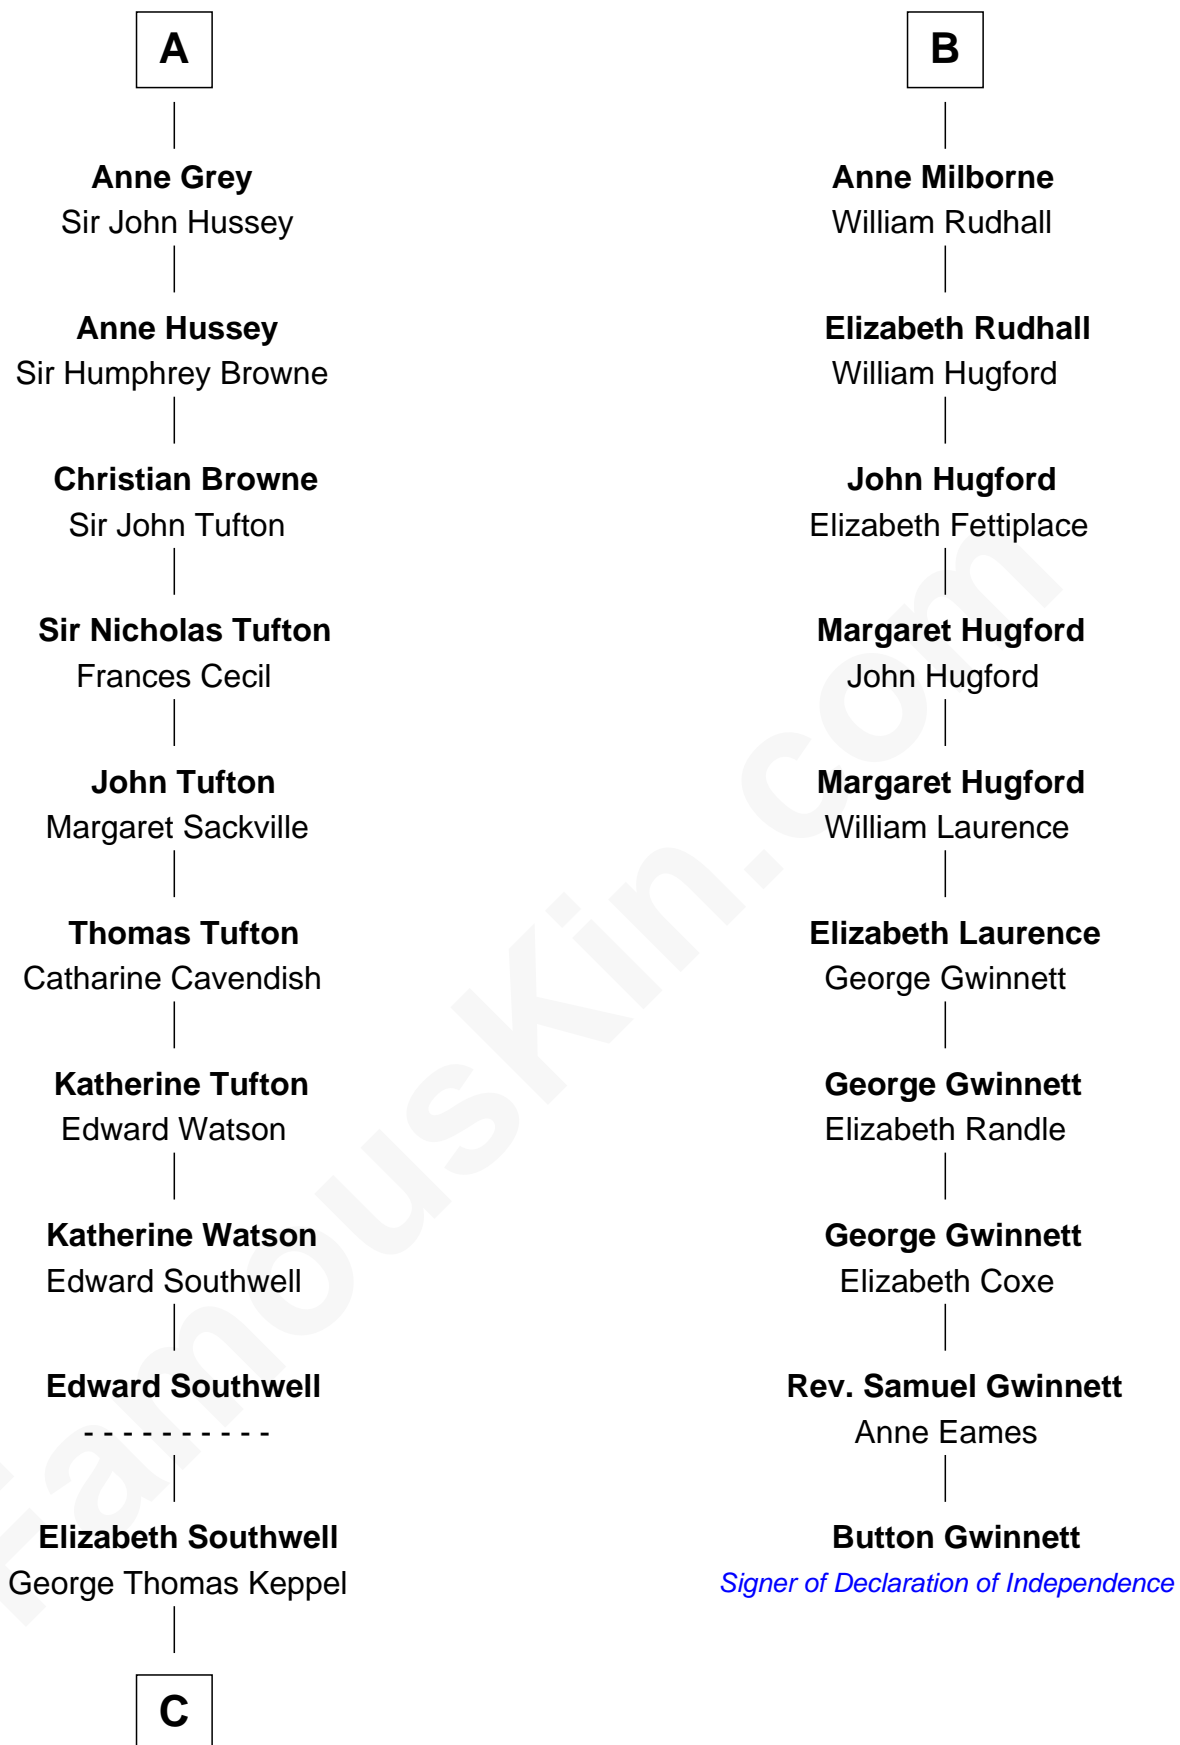 A
Anne Grey
Sir John Hussey
Anne Hussey
Sir Humphrey Browne
Christian Browne
Sir John Tufton
Sir Nicholas Tufton
Frances Cecil
John Tufton
Margaret Sackville
Thomas Tufton
Catharine Cavendish
Katherine Tufton
Edward Watson
Katherine Watson
Edward Southwell
Edward Southwell
- - - - - - - - - -
Elizabeth Southwell
George Thomas Keppel
C
B
Anne Milborne
William Rudhall
Elizabeth Rudhall
William Hugford
John Hugford
Elizabeth Fettiplace
Margaret Hugford
John Hugford
Margaret Hugford
William Laurence
Elizabeth Laurence
George Gwinnett
George Gwinnett
Elizabeth Randle
George Gwinnett
Elizabeth Coxe
Rev. Samuel Gwinnett
Anne Eames
Button Gwinnett
Signer of Declaration of Independence
FamousKin.com